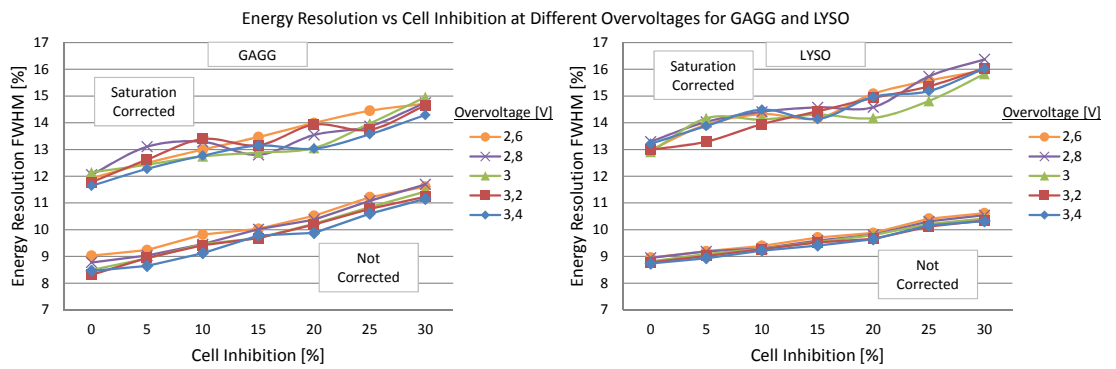 Energy Resolution vs Cell Inhibition at Different Overvoltages for GAGG and LYSO
Energy Resolution FWHM [%]
17
16
15
14
13
12
11
10
9
8
7
GAGG
Saturation
Corrected
Not
Corrected
0 5 10 15 20 25 30
Cell Inhibition [%]
Overvoltage [V]
2,6
2,8
3
3,2
3,4
Energy Resolution FWHM [%]
17
16
15
14
13
12
11
10
9
8
7
LYSO
Saturation
Corrected
Not
Corrected
0 5 10 15 20 25 30
Cell Inhibition [%]
Overvoltage [V]
2,6
2,8
3
3,2
3,4